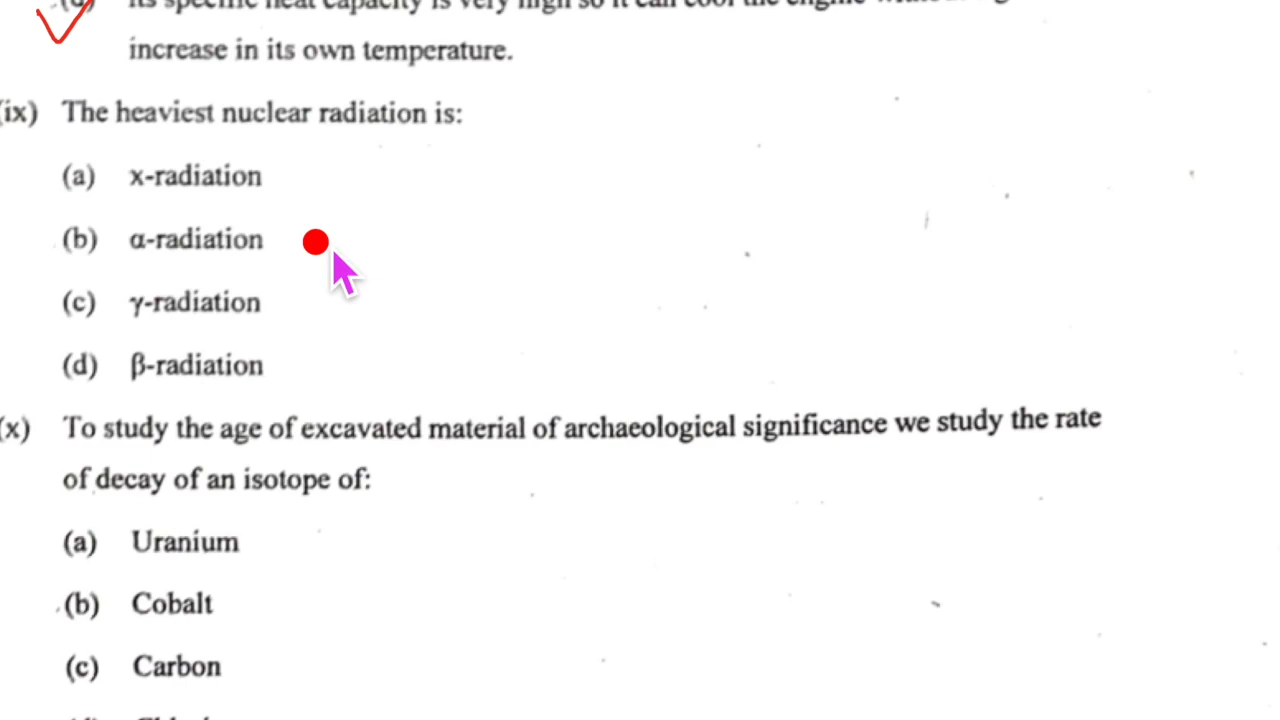 increase in its own temperature.
(ix) The heaviest nuclear radiation is:
(a) x-radiation
(b) α-radiation
(c) γ-radiation
(d) β-radiation
(x) To study the age of excavated material of archaeological significance we study the rate
of decay of an isotope of:
(a) Uranium
(b) Cobalt
(c) Carbon